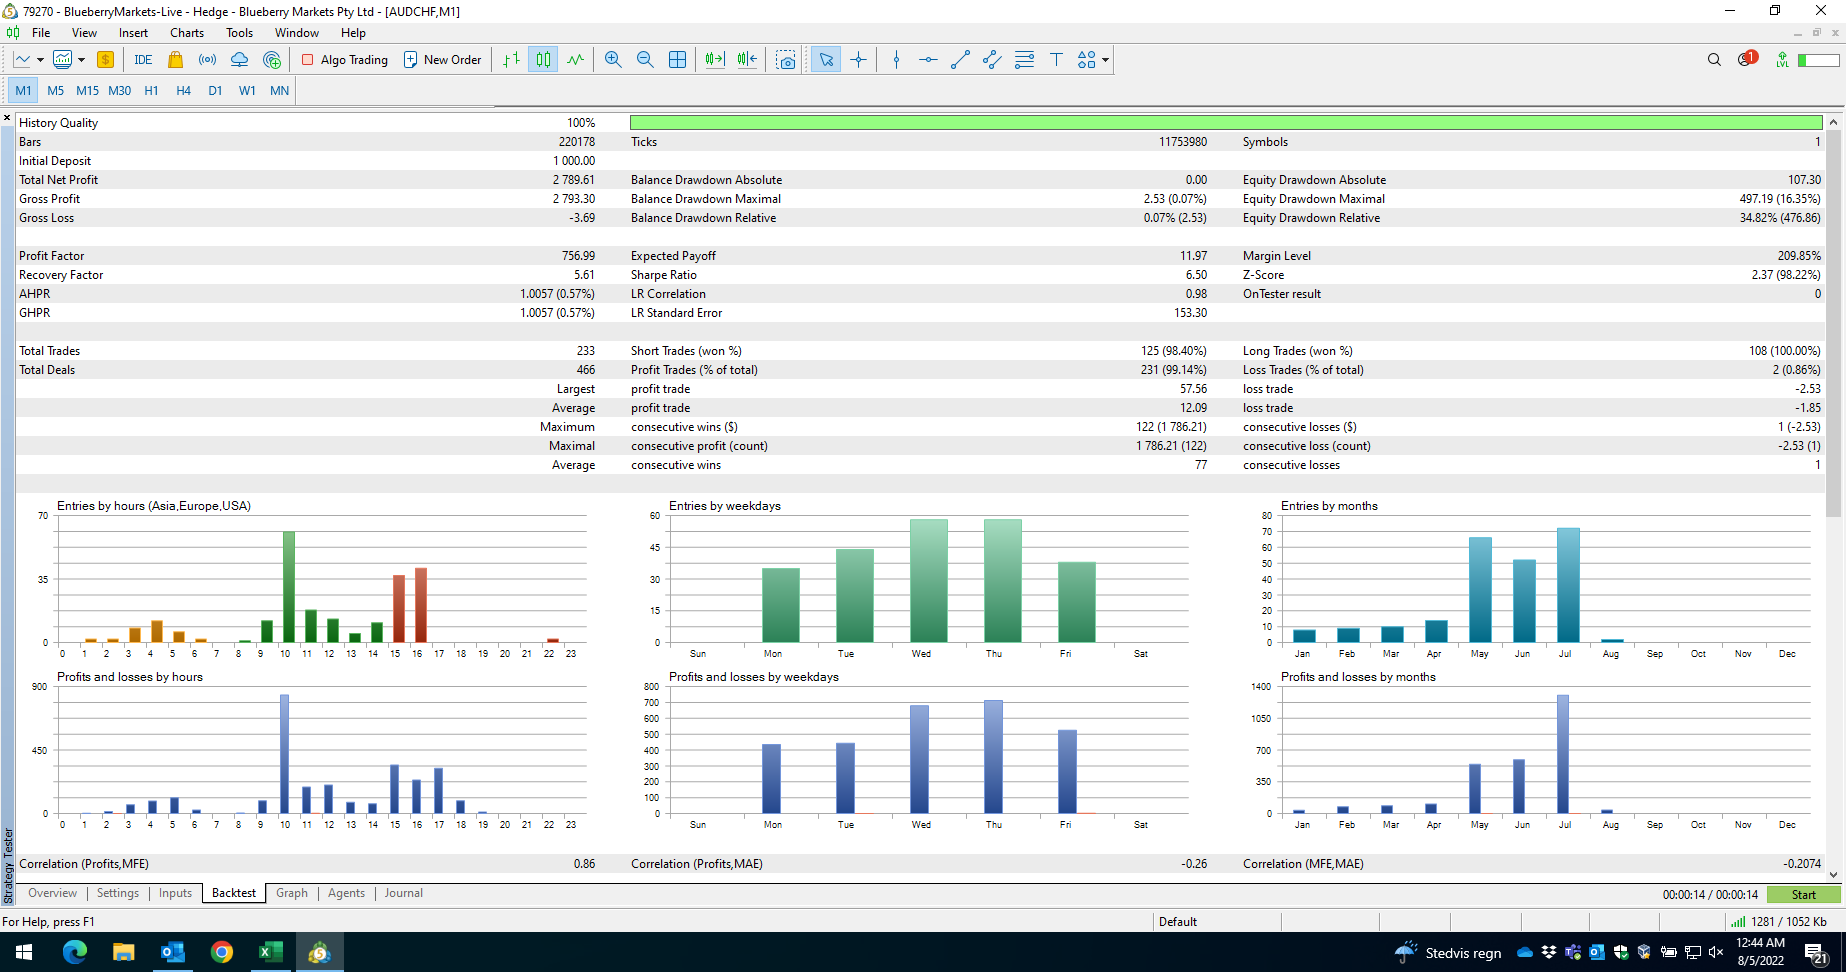 79270 - BlueberryMarkets-Live - Hedge - Blueberry Markets Pty Ltd - [AUDCHF,M1]
File View Insert Charts Tools Window Help
IDE Algo Trading New Order 1 LVL
M1 M5 M15 M30 H1 H4 D1 W1 MN
History Quality 100%
Bars 220178 Ticks 11753980 Symbols 1
Initial Deposit 1 000.00
Total Net Profit 2 789.61 Balance Drawdown Absolute 0.00 Equity Drawdown Absolute 107.30
Gross Profit 2 793.30 Balance Drawdown Maximal 2.53 (0.07%) Equity Drawdown Maximal 497.19 (16.35%)
Gross Loss -3.69 Balance Drawdown Relative 0.07% (2.53) Equity Drawdown Relative 34.82% (476.86)
Profit Factor 756.99 Expected Payoff 11.97 Margin Level 209.85%
Recovery Factor 5.61 Sharpe Ratio 6.50 Z-Score 2.37 (98.22%)
AHPR 1.0057 (0.57%) LR Correlation 0.98 OnTester result 0
GHPR 1.0057 (0.57%) LR Standard Error 153.30
Total Trades 233 Short Trades (won %) 125 (98.40%) Long Trades (won %) 108 (100.00%)
Total Deals 466 Profit Trades (% of total) 231 (99.14%) Loss Trades (% of total) 2 (0.86%)
Largest profit trade 57.56 loss trade -2.53
Average profit trade 12.09 loss trade -1.85
Maximum consecutive wins ($) 122 (1 786.21) consecutive losses ($) 1 (-2.53)
Maximal consecutive profit (count) 1 786.21 (122) consecutive loss (count) -2.53 (1)
Average consecutive wins 77 consecutive losses 1
Entries by hours (Asia,Europe,USA)
70
35
0
0 1 2 3 4 5 6 7 8 9 10 11 12 13 14 15 16 17 18 19 20 21 22 23
Entries by weekdays
60
45
30
15
0
Sun Mon Tue Wed Thu Fri Sat
Entries by months
80
70
60
50
40
30
20
10
0
Jan Feb Mar Apr May Jun Jul Aug Sep Oct Nov Dec
Profits and losses by hours
900
450
0
0 1 2 3 4 5 6 7 8 9 10 11 12 13 14 15 16 17 18 19 20 21 22 23
Profits and losses by weekdays
800
700
600
500
400
300
200
100
0
Sun Mon Tue Wed Thu Fri Sat
Profits and losses by months
1400
1050
700
350
0
Jan Feb Mar Apr May Jun Jul Aug Sep Oct Nov Dec
Correlation (Profits,MFE) 0.86 Correlation (Profits,MAE) -0.26 Correlation (MFE,MAE) -0.2074
Strategy Tester
Overview Settings Inputs Backtest Graph Agents Journal 00:00:14 / 00:00:14 Start
For Help, press F1 Default 1281 / 1052 Kb
Stedvis regn 12:44 AM
8/5/2022 21